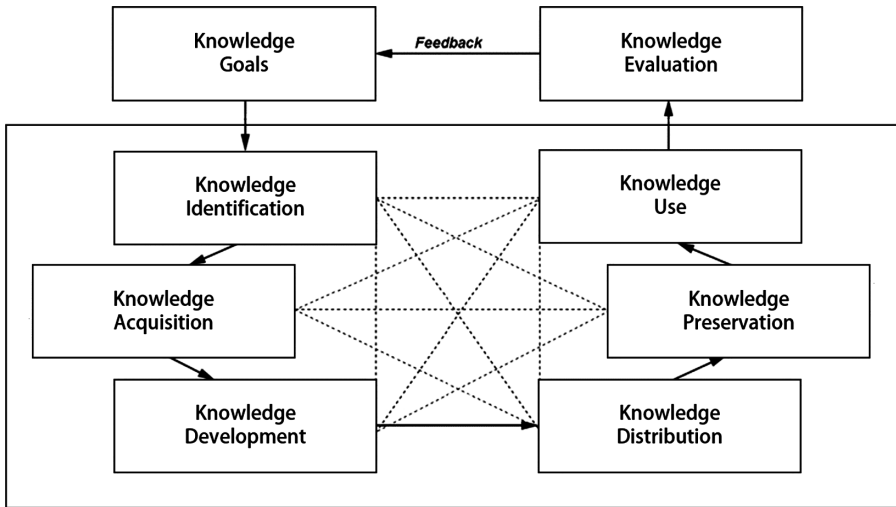 Knowledge
Goals
Feedback
Knowledge
Evaluation
Knowledge
Identification
Knowledge
Use
Knowledge
Acquisition
Knowledge
Preservation
Knowledge
Development
Knowledge
Distribution